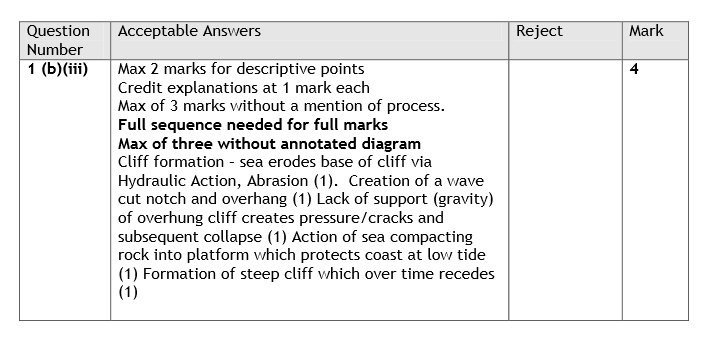 Question Number
Acceptable Answers
Reject
Mark
1 (b)(iii)
Max 2 marks for descriptive points
4
Credit explanations at 1 mark each
Max of 3 marks without a mention of process.
Full sequence needed for full marks
Max of three without annotated diagram
Cliff formation - sea erodes base of cliff via
Hydraulic Action, Abrasion (1).  Creation of a wave
cut notch and overhang (1) Lack of support (gravity)
of overhung cliff creates pressure/cracks and
subsequent collapse (1) Action of sea compacting
rock into platform which protects coast at low tide
(1) Formation of steep cliff which over time recedes
(1)